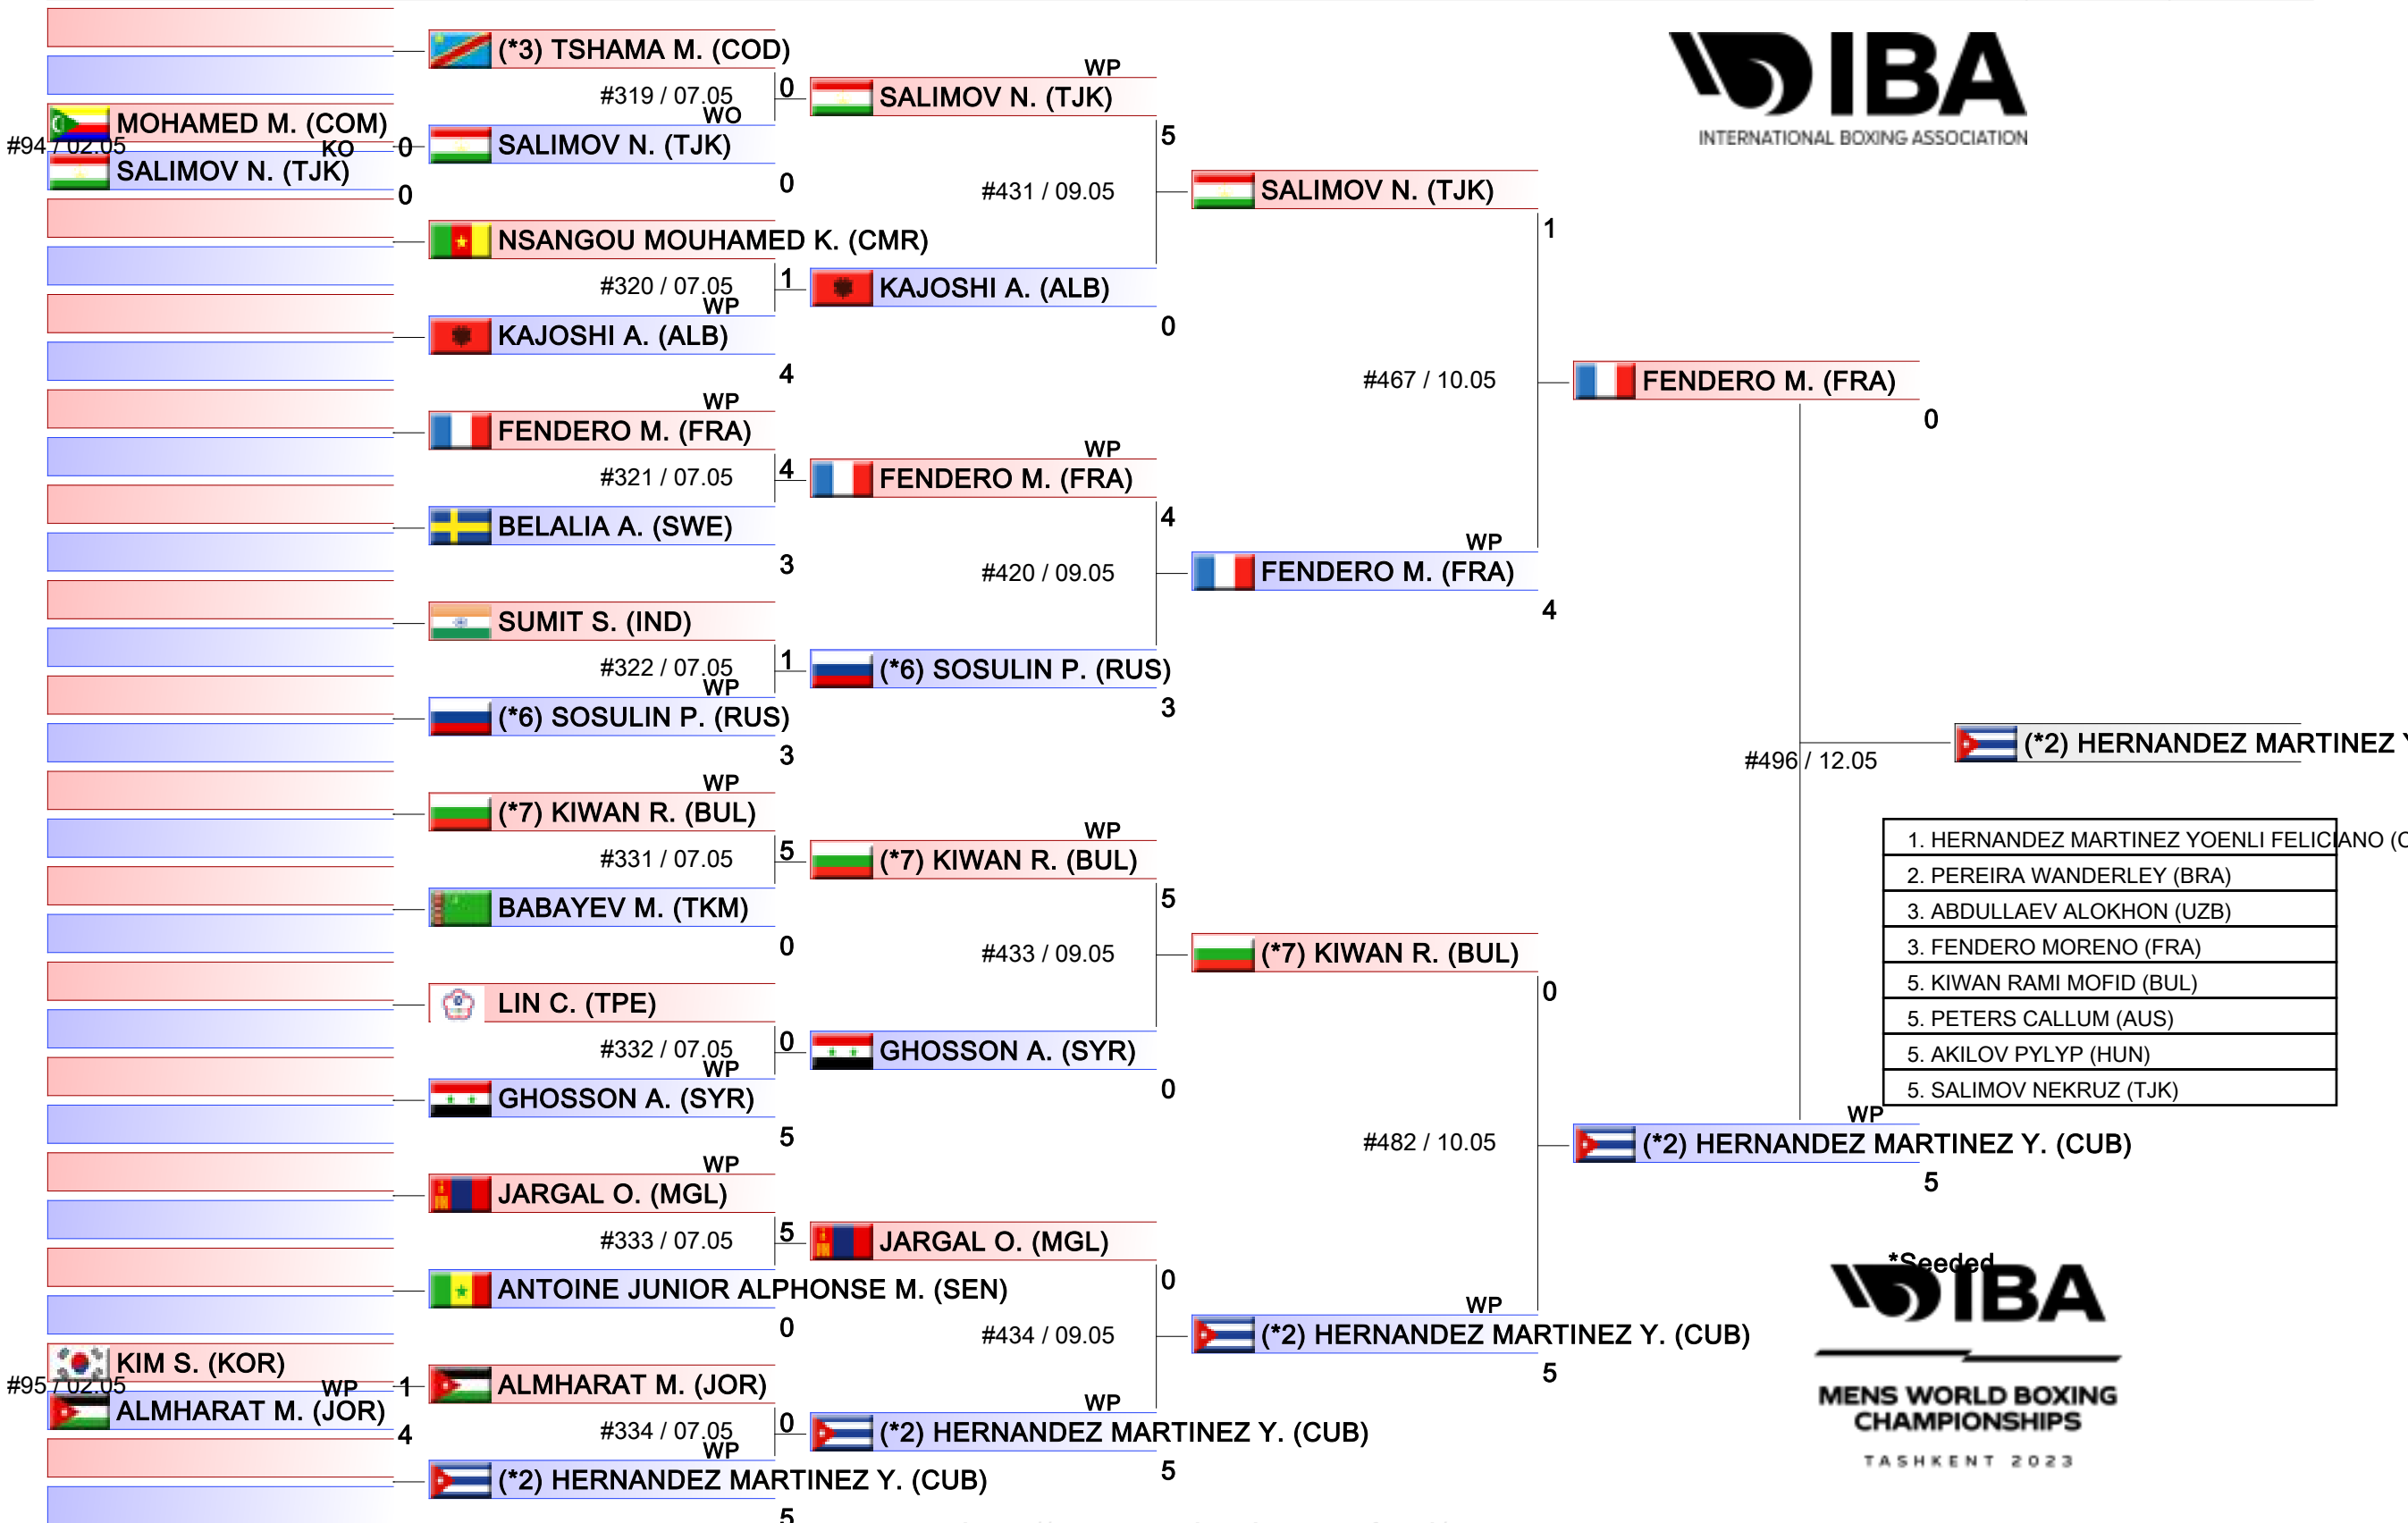 (*3) TSHAMA M. (COD)
0
#319 / 07.05
WO
WP
SALIMOV N. (TJK)
5
MOHAMED M. (COM)
#94 / 02.05
KO
0
SALIMOV N. (TJK)
0
SALIMOV N. (TJK)
0
#431 / 09.05
SALIMOV N. (TJK)
1
NSANGOU MOUHAMED K. (CMR)
1
#320 / 07.05
WP
KAJOSHI A. (ALB)
0
KAJOSHI A. (ALB)
4
#467 / 10.05
FENDERO M. (FRA)
0
WP
FENDERO M. (FRA)
4
#321 / 07.05
WP
FENDERO M. (FRA)
4
BELALIA A. (SWE)
3
#420 / 09.05
WP
FENDERO M. (FRA)
4
SUMIT S. (IND)
1
#322 / 07.05
WP
(*6) SOSULIN P. (RUS)
3
(*6) SOSULIN P. (RUS)
3
#496 / 12.05
(*2) HERNANDEZ MARTINEZ
WP
(*7) KIWAN R. (BUL)
5
#331 / 07.05
WP
(*7) KIWAN R. (BUL)
5
BABAYEV M. (TKM)
0
#433 / 09.05
(*7) KIWAN R. (BUL)
0
LIN C. (TPE)
0
#332 / 07.05
WP
GHOSSON A. (SYR)
0
GHOSSON A. (SYR)
5
#482 / 10.05
WP
(*2) HERNANDEZ MARTINEZ Y. (CUB)
5
WP
JARGAL O. (MGL)
5
#333 / 07.05
JARGAL O. (MGL)
0
ANTOINE JUNIOR ALPHONSE M. (SEN)
0
#434 / 09.05
WP
(*2) HERNANDEZ MARTINEZ Y. (CUB)
5
KIM S. (KOR)
#95 / 02.05
WP
1
ALMHARAT M. (JOR)
4
ALMHARAT M. (JOR)
0
#334 / 07.05
WP
WP
(*2) HERNANDEZ MARTINEZ Y. (CUB)
5
(*2) HERNANDEZ MARTINEZ Y. (CUB)
5
IBA
INTERNATIONAL BOXING ASSOCIATION
1. HERNANDEZ MARTINEZ YOENLI FELICIANO (C
2. PEREIRA WANDERLEY (BRA)
3. ABDULLAEV ALOKHON (UZB)
3. FENDERO MORENO (FRA)
5. KIWAN RAMI MOFID (BUL)
5. PETERS CALLUM (AUS)
5. AKILOV PYLYP (HUN)
5. SALIMOV NEKRUZ (TJK)
*Seeded
IBA
MENS WORLD BOXING
CHAMPIONSHIPS
TASHKENT 2023